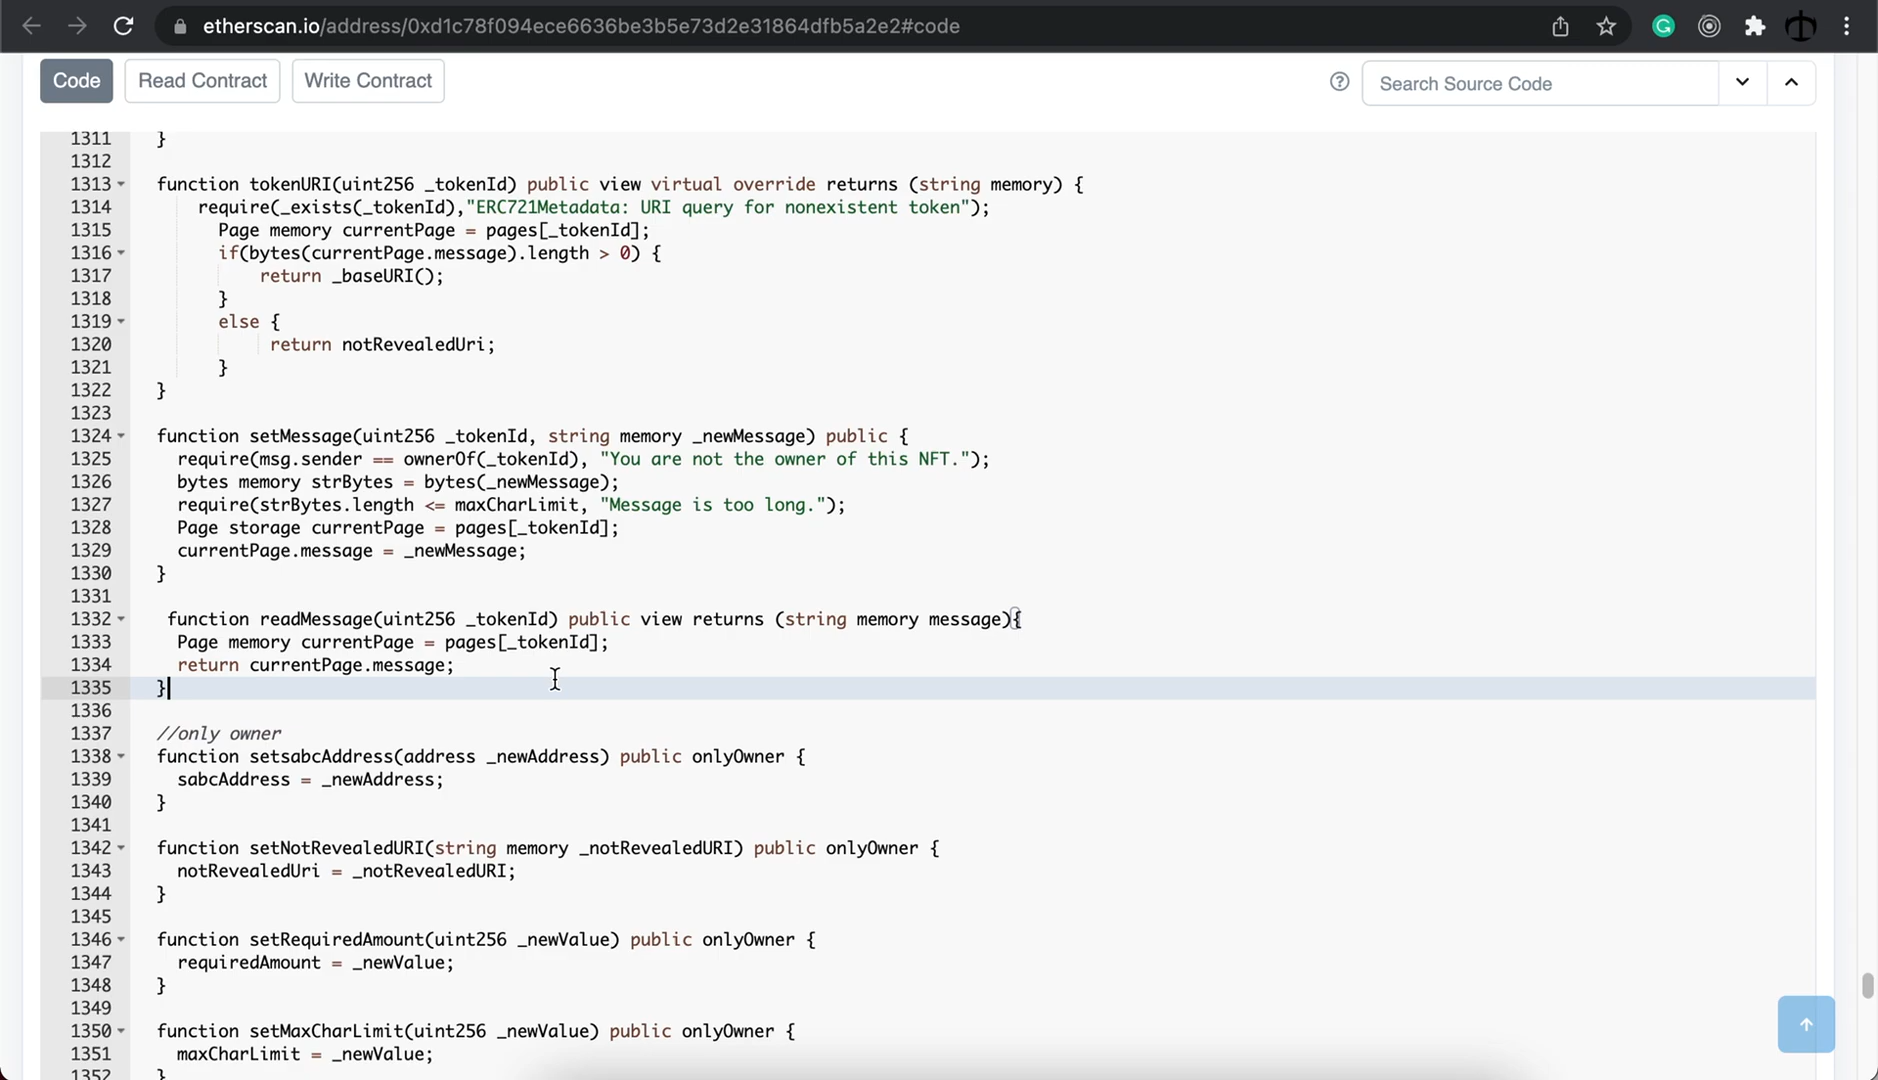 etherscan.io/address/0xd1c78f094ece6636be3b5e73d2e31864dfb5a2e2#code
Code
Read Contract
Write Contract
Search Source Code
1311 }
1312
1313 function tokenURI(uint256 _tokenId) public view virtual override returns (string memory) {
1314 require(_exists(_tokenId),"ERC721Metadata: URI query for nonexistent token");
1315 Page memory currentPage = pages[_tokenId];
1316 if(bytes(currentPage.message).length > 0) {
1317 return _baseURI();
1318 }
1319 else {
1320 return notRevealedUri;
1321 }
1322 }
1323
1324 function setMessage(uint256 _tokenId, string memory _newMessage) public {
1325 require(msg.sender == ownerOf(_tokenId), "You are not the owner of this NFT.");
1326 bytes memory strBytes = bytes(_newMessage);
1327 require(strBytes.length <= maxCharLimit, "Message is too long.");
1328 Page storage currentPage = pages[_tokenId];
1329 currentPage.message = _newMessage;
1330 }
1331
1332 function readMessage(uint256 _tokenId) public view returns (string memory message){
1333 Page memory currentPage = pages[_tokenId];
1334 return currentPage.message;
1335 }
1336
1337 //only owner
1338 function setsabcAddress(address _newAddress) public onlyOwner {
1339 sabcAddress = _newAddress;
1340 }
1341
1342 function setNotRevealedURI(string memory _notRevealedURI) public onlyOwner {
1343 notRevealedUri = _notRevealedURI;
1344 }
1345
1346 function setRequiredAmount(uint256 _newValue) public onlyOwner {
1347 requiredAmount = _newValue;
1348 }
1349
1350 function setMaxCharLimit(uint256 _newValue) public onlyOwner {
1351 maxCharLimit = _newValue;
1352 }